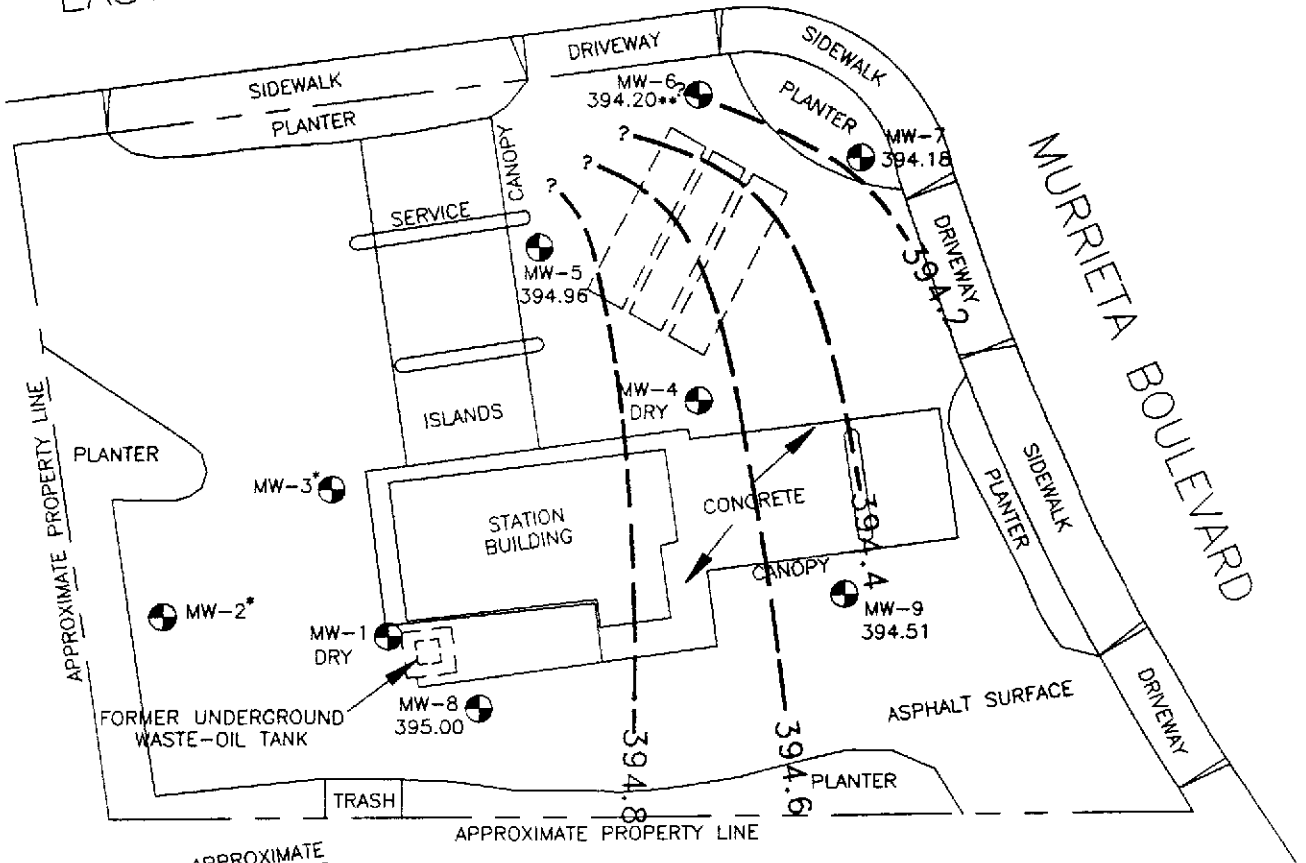 SIDEWALK
DRIVEWAY
SIDEWALK
PLANTER
MW-6
394.20**
?
PLANTER
MW-7
394.18
CANOPY
?
?
?
SERVICE
MW-5
394.96
DRIVEWAY
394.2
MURRIETA BOULEVARD
MW-4
DRY
ISLANDS
APPROXIMATE PROPERTY LINE
PLANTER
MW-3*
STATION
BUILDING
CONCRETE
394.4
SIDEWALK
PLANTER
CANOPY
MW-2*
MW-1
DRY
MW-9
394.51
MW-8
395.00
FORMER UNDERGROUND
WASTE-OIL TANK
ASPHALT SURFACE
DRIVEWAY
394.8
394.6
PLANTER
TRASH
APPROXIMATE PROPERTY LINE
APPROXIMATE